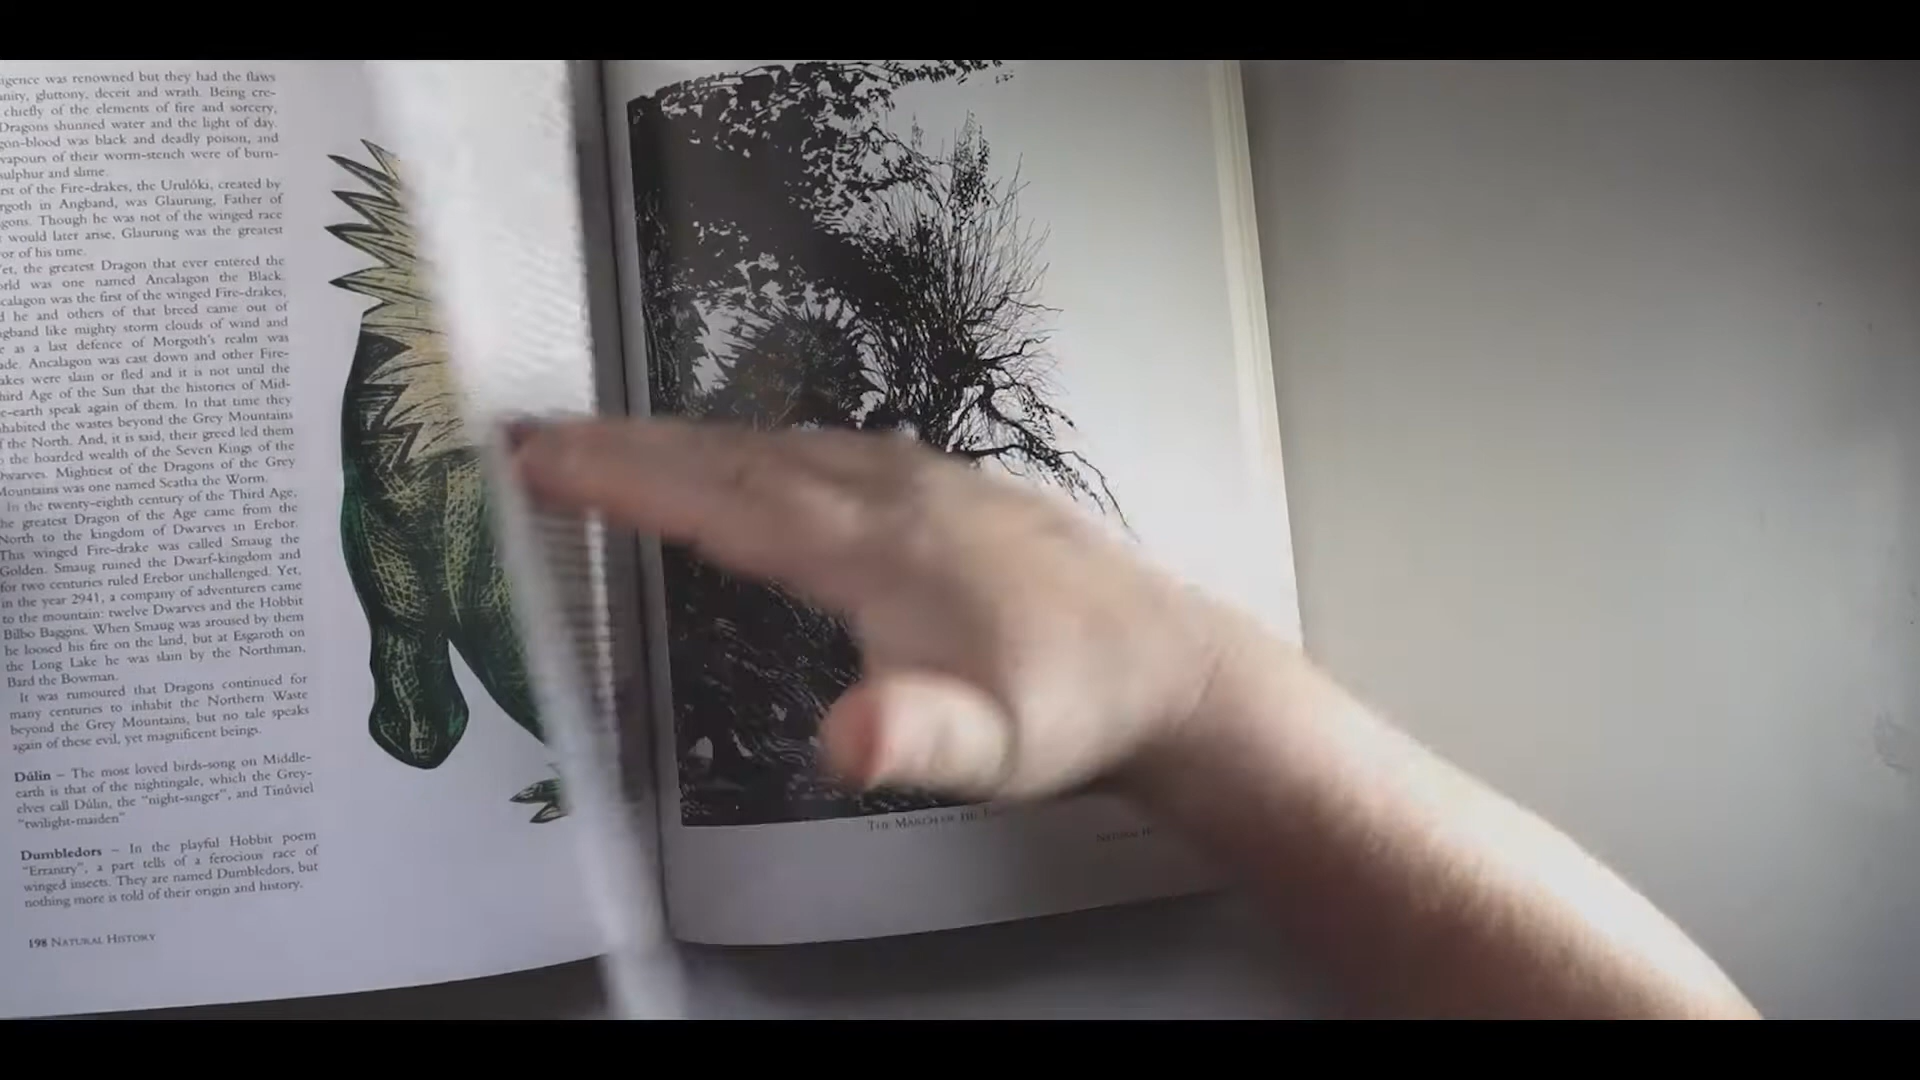 igence was renowned but they had the flaws
anity, gluttony, deceit and wrath. Being cre-
chiefly of the elements of fire and sorcery,
Dragons shunned water and the light of day.
gon-blood was black and deadly poison, and
vapours of their worm-stench were of burn-
sulphur and slime.
rst of the Fire-drakes, the Urulóki, created by
rgoth in Angband, was Glaurung, Father of
gons. Though he was not of the winged race
would later arise, Glaurung was the greatest
or of his time.
et, the greatest Dragon that ever entered the
orld was one named Ancalagon the Black.
calagon was the first of the winged Fire-drakes,
d he and others of that breed came out of
ngband like mighty storm clouds of wind and
e as a last defence of Morgoth's realm was
ade. Ancalagon was cast down and other Fire-
akes were slain or fled and it is not until the
hird Age of the Sun that the histories of Mid-
e-earth speak again of them. In that time they
nhabited the wastes beyond the Grey Mountains
f the North. And, it is said, their greed led them
o the hoarded wealth of the Seven Kings of the
Dwarves. Mightiest of the Dragons of the Grey
Mountains was one named Scatha the Worm.
In the twenty-eighth century of the Third Age,
he greatest Dragon of the Age came from the
North to the kingdom of Dwarves in Erebor.
This winged Fire-drake was called Smaug the
Golden. Smaug ruined the Dwarf-kingdom and
for two centuries ruled Erebor unchallenged. Yet,
in the year 2941, a company of adventurers came
to the mountain: twelve Dwarves and the Hobbit
Bilbo Baggins. When Smaug was aroused by them
he loosed his fire on the land, but at Esgaroth on
the Long Lake he was slain by the Northman,
Bard the Bowman.
It was rumoured that Dragons continued for
many centuries to inhabit the Northern Waste
beyond the Grey Mountains, but no tale speaks
again of these evil, yet magnificent beings.
Dúlin – The most loved birds-song on Middle-
earth is that of the nightingale, which the Grey-
elves call Dúlin, the "night-singer", and Tinúviel
"twilight-maiden"
Dumbledors – In the playful Hobbit poem
"Errantry", a part tells of a ferocious race of
winged insects. They are named Dumbledors, but
nothing more is told of their origin and history.
198 NATURAL HISTORY
THE MARCH OF THE
NATURAL